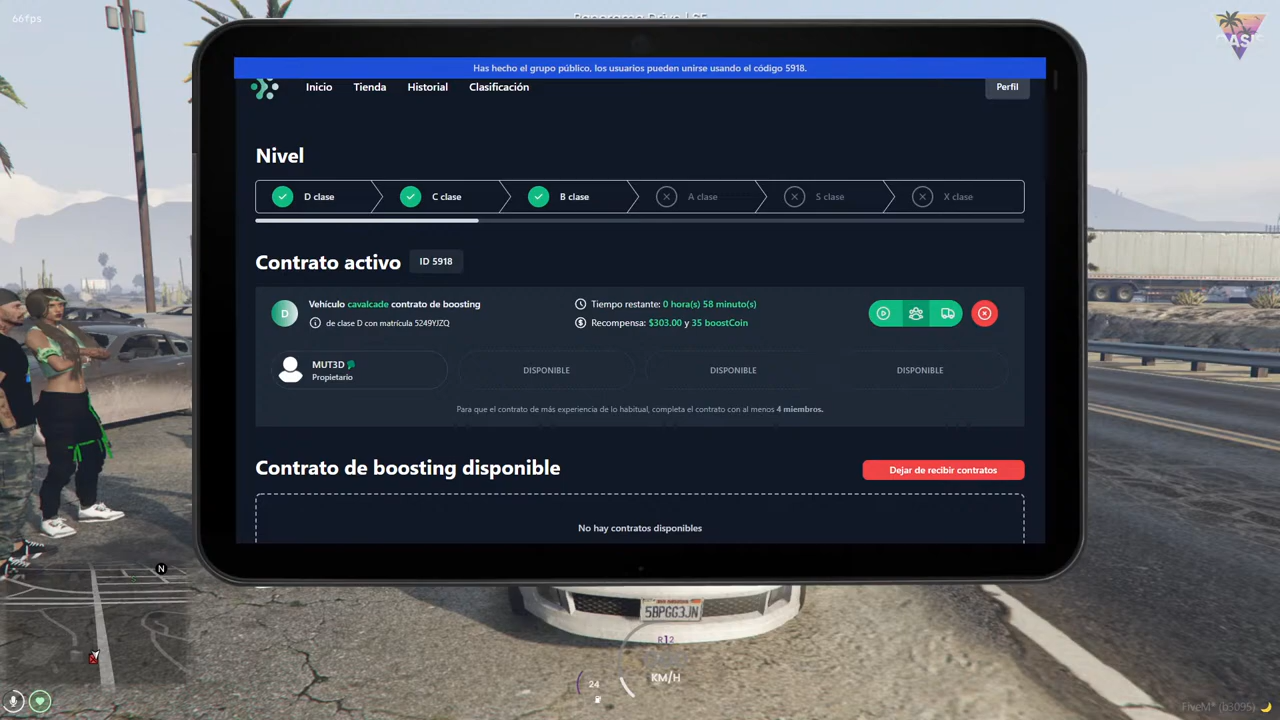 66fps
OASIS
Has hecho el grupo público, los usuarios pueden unirse usando el código 5918.
Inicio Tienda Historial Clasificación Perfil
Nivel
D clase C clase B clase A clase S clase X clase
Contrato activo ID 5918
D Vehículo cavalcade contrato de boosting
de clase D con matrícula 5249YJZQ
Tiempo restante: 0 hora(s) 58 minuto(s)
Recompensa: $303.00 y 35 boostCoin
MUT3D
Propietario
DISPONIBLE DISPONIBLE DISPONIBLE
Para que el contrato de más experiencia de lo habitual, completa el contrato con al menos 4 miembros.
Contrato de boosting disponible Dejar de recibir contratos
No hay contratos disponibles
N
5BPGG3JN
R12
KM/H
24
FiveM* (b3095)